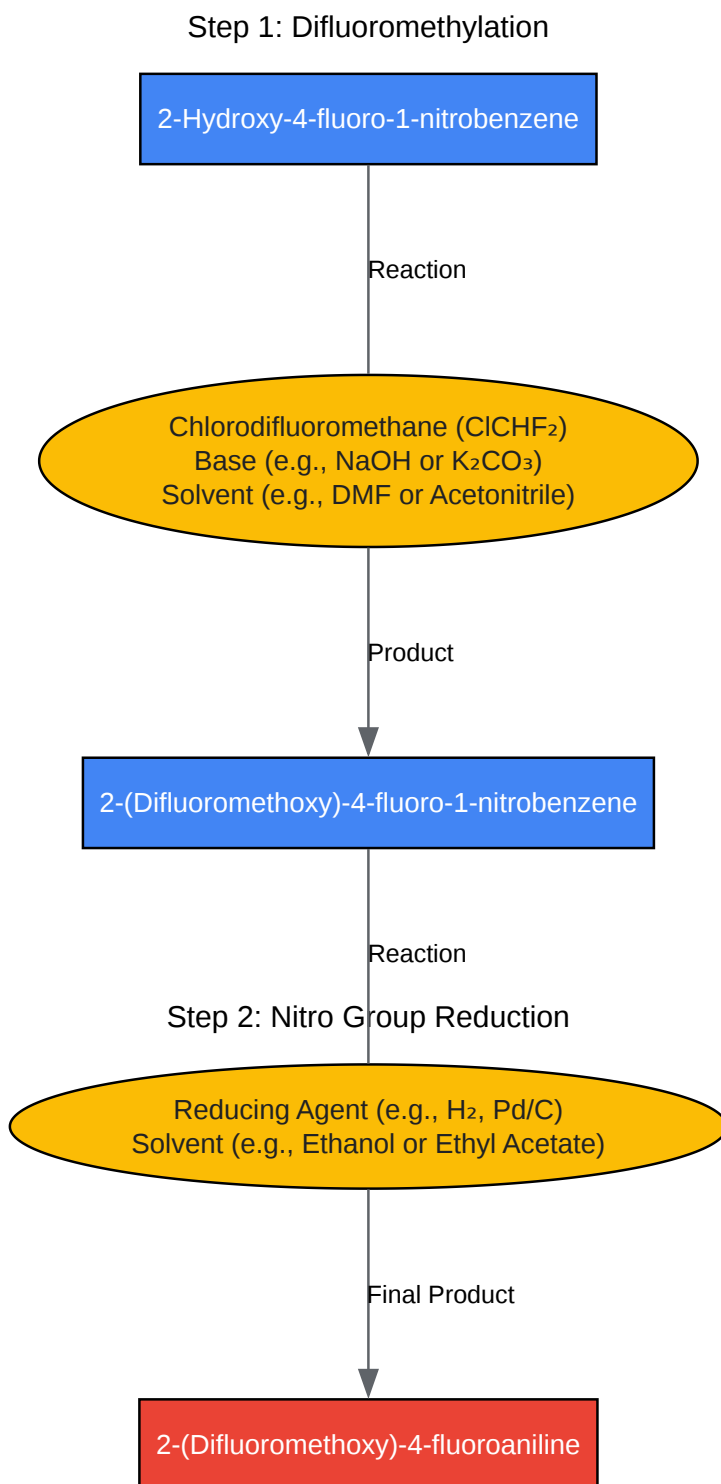 Step 1: Difluoromethylation
2-Hydroxy-4-fluoro-1-nitrobenzene
Reaction
Chlorodifluoromethane (ClCHF₂)
Base (e.g., NaOH or K₂CO₃)
Solvent (e.g., DMF or Acetonitrile)
Product
2-(Difluoromethoxy)-4-fluoro-1-nitrobenzene
Reaction
Step 2: Nitro Group Reduction
Reducing Agent (e.g., H₂, Pd/C)
Solvent (e.g., Ethanol or Ethyl Acetate)
Final Product
2-(Difluoromethoxy)-4-fluoroaniline